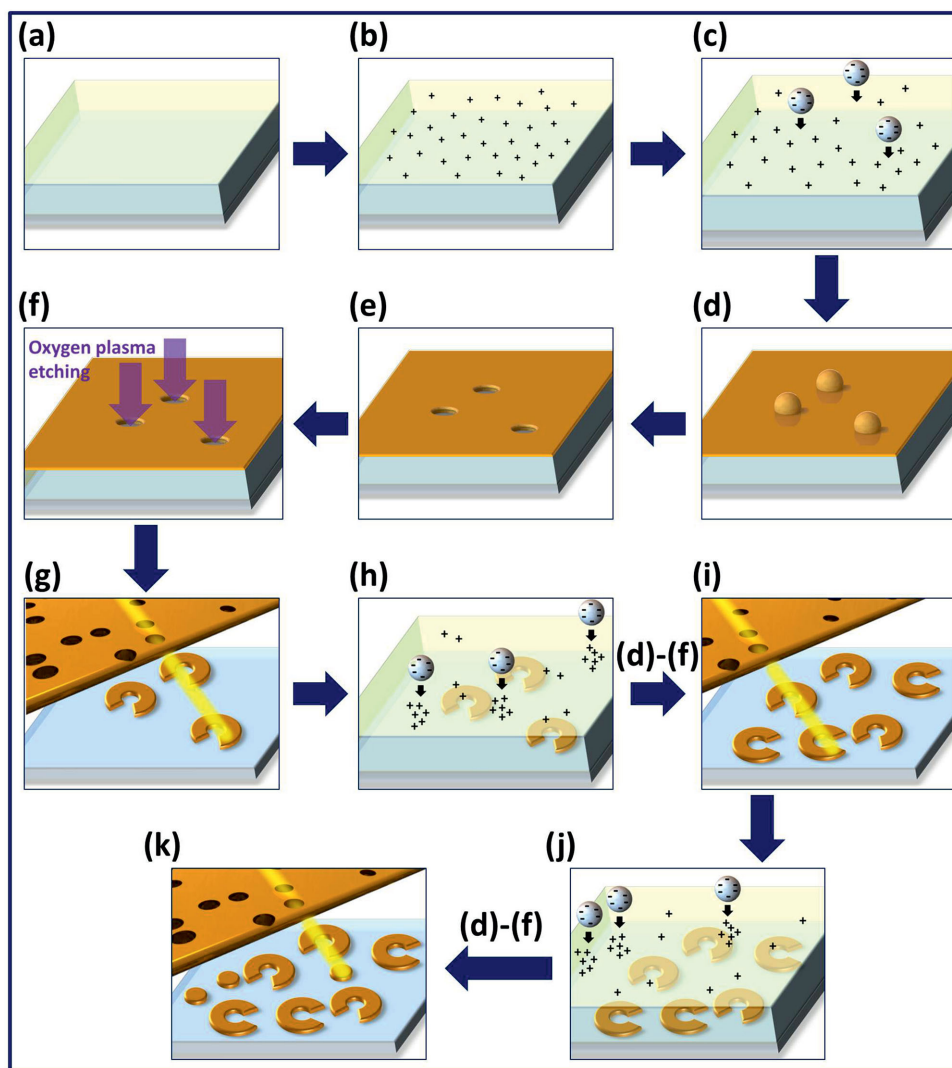 (a)
(b)
(c)
(f)
(e)
(d)
Oxygen plasma
etching
(g)
(h)
(i)
(d)-(f)
(k)
(j)
(d)-(f)